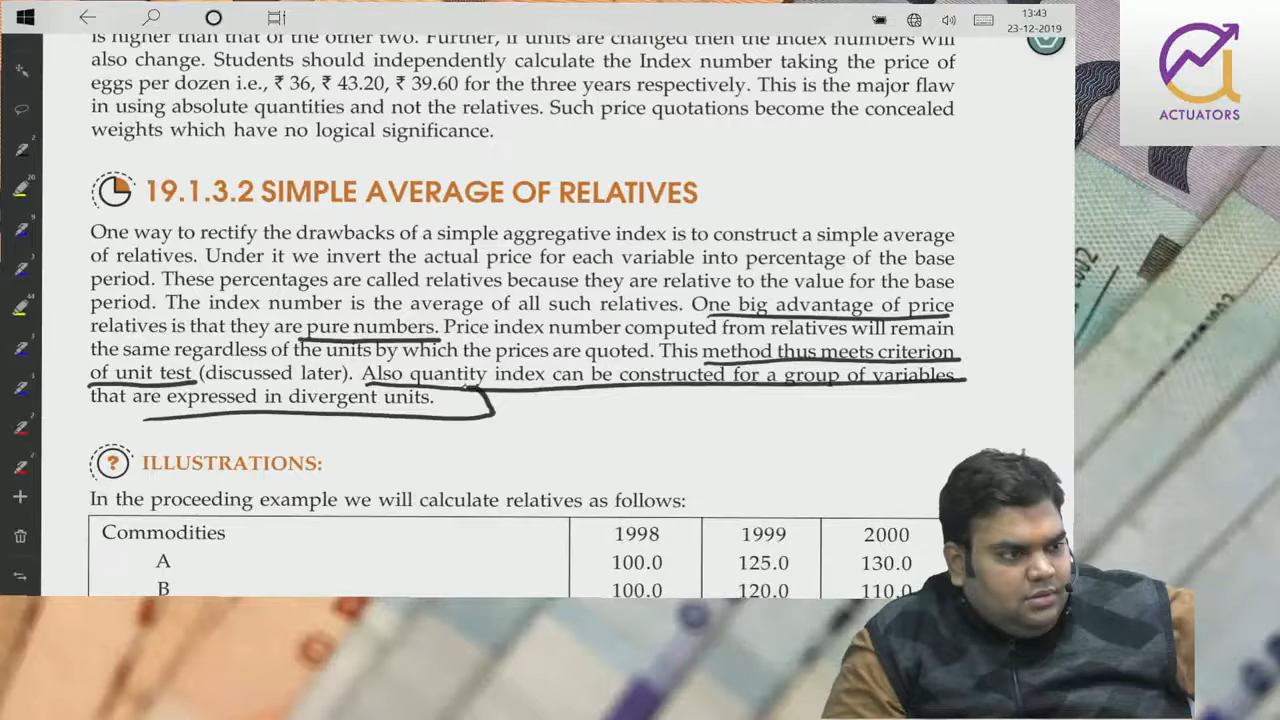 13:43
23-12-2019
ACTUATORS
is higher than that of the other two. Further, if units are changed then the Index numbers will
also change. Students should independently calculate the Index number taking the price of
eggs per dozen i.e., ₹ 36, ₹ 43.20, ₹ 39.60 for the three years respectively. This is the major flaw
in using absolute quantities and not the relatives. Such price quotations become the concealed
weights which have no logical significance.
19.1.3.2 SIMPLE AVERAGE OF RELATIVES
One way to rectify the drawbacks of a simple aggregative index is to construct a simple average
of relatives. Under it we invert the actual price for each variable into percentage of the base
period. These percentages are called relatives because they are relative to the value for the base
period. The index number is the average of all such relatives. One big advantage of price
relatives is that they are pure numbers. Price index number computed from relatives will remain
the same regardless of the units by which the prices are quoted. This method thus meets criterion
of unit test (discussed later). Also quantity index can be constructed for a group of variables
that are expressed in divergent units.
ILLUSTRATIONS:
In the proceeding example we will calculate relatives as follows:
Commodities 1998 1999 2000
A 100.0 125.0 130.0
B 100.0 120.0 110.0